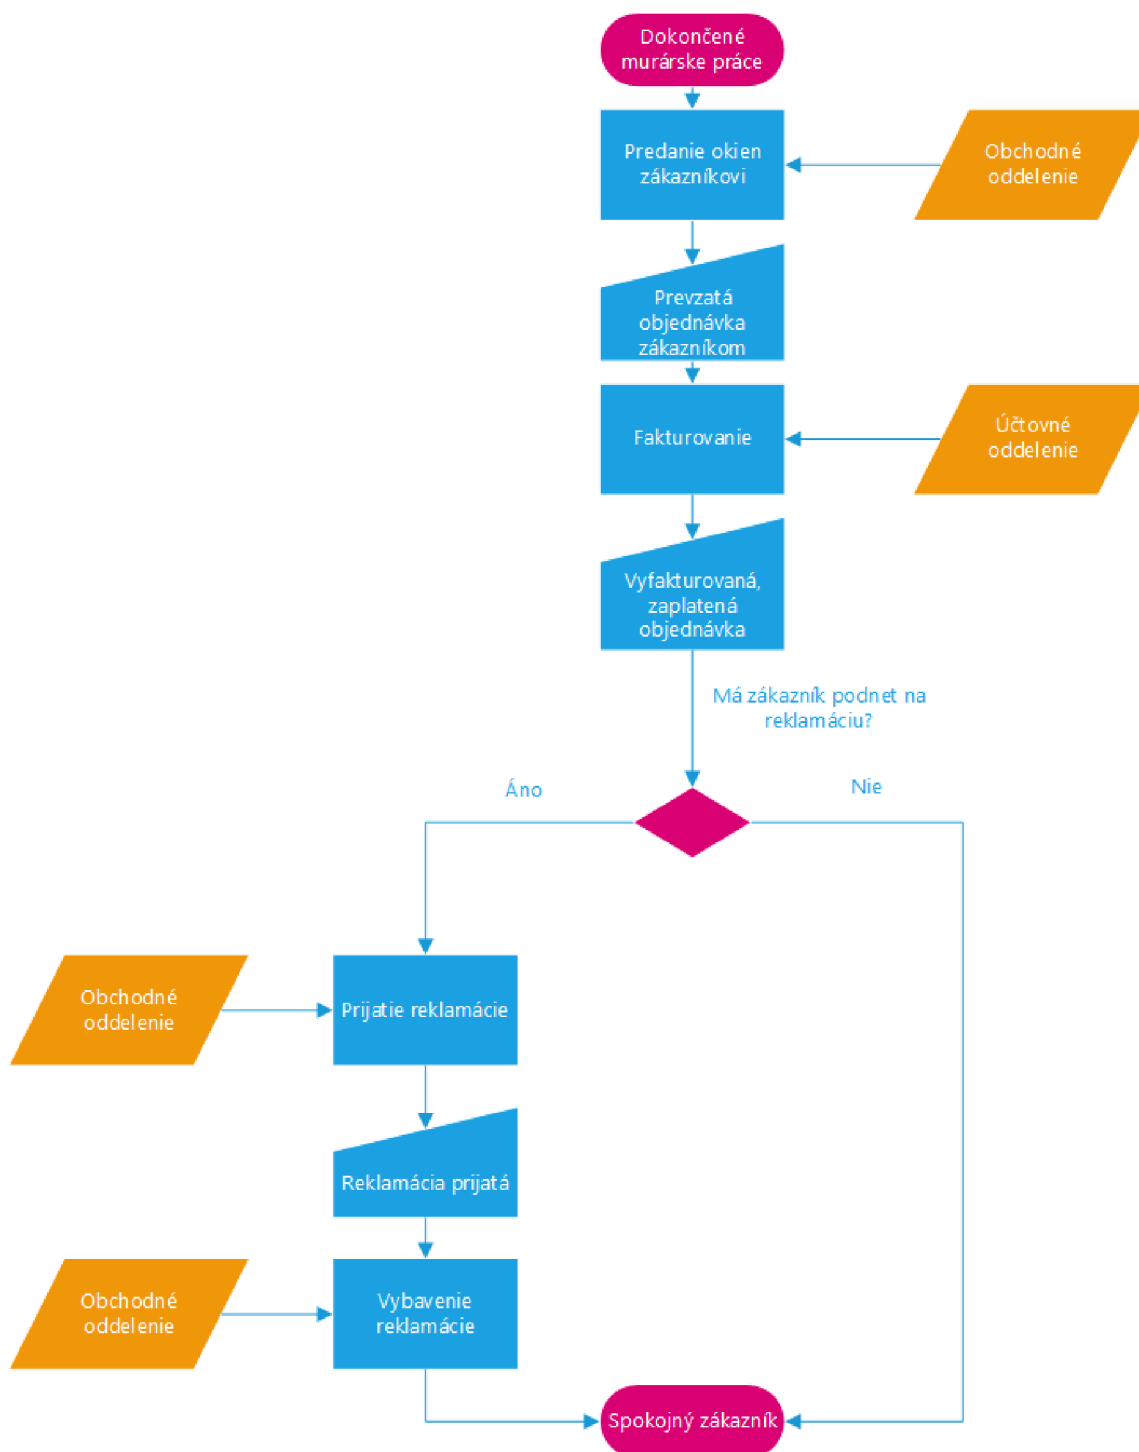 Dokončené
murárske práce
Predanie okien
zákazníkovi
Obchodné
oddelenie
Prevzatá
objednávka
zákazníkom
Fakturovanie
Účtovné
oddelenie
Vyfakturovaná,
zaplatená
objednávka
Má zákazník podnet na
reklamáciu?
Áno
Nie
Obchodné
oddelenie
Prijatie reklamácie
Reklamácia prijatá
Obchodné
oddelenie
Vybavenie
reklamácie
Spokojný zákazník